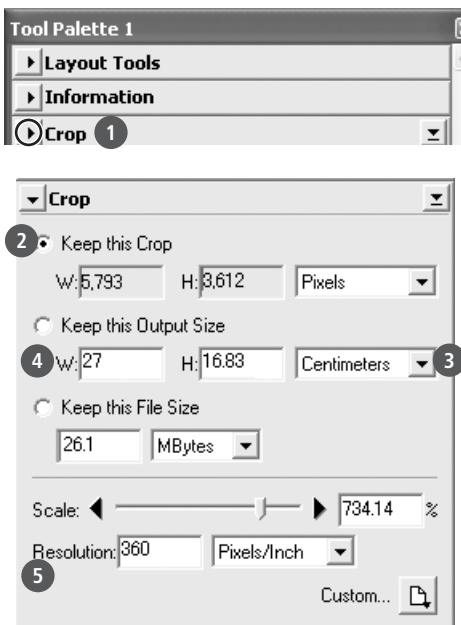 Tool Palette 1
Layout Tools
Information
Crop 1
Crop
2 Keep this Crop
W: 5,793 H: 3,612 Pixels
Keep this Output Size
4 W: 27 H: 16.83 Centimeters 3
Keep this File Size
26.1 MBytes
Scale: 734.14 %
Resolution: 360 Pixels/Inch
5
Custom...